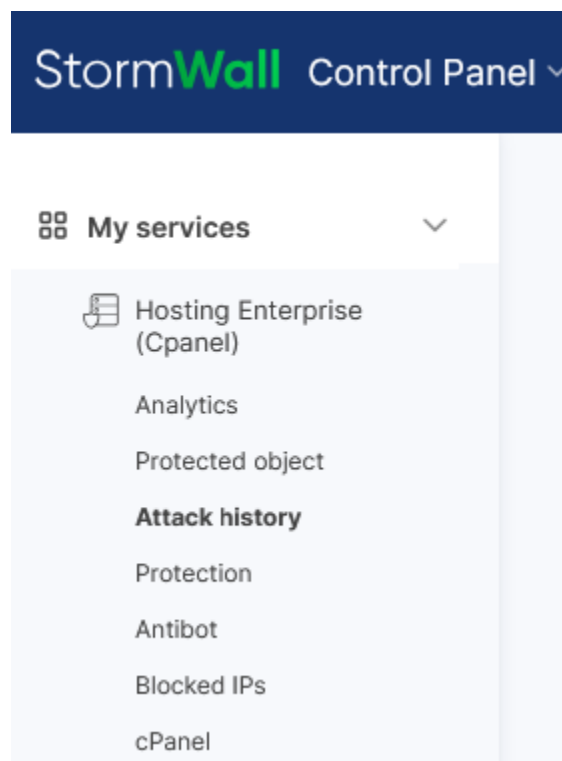 StormWall Control Panel
My services
Hosting Enterprise
(Cpanel)
Analytics
Protected object
Attack history
Protection
Antibot
Blocked IPs
cPanel